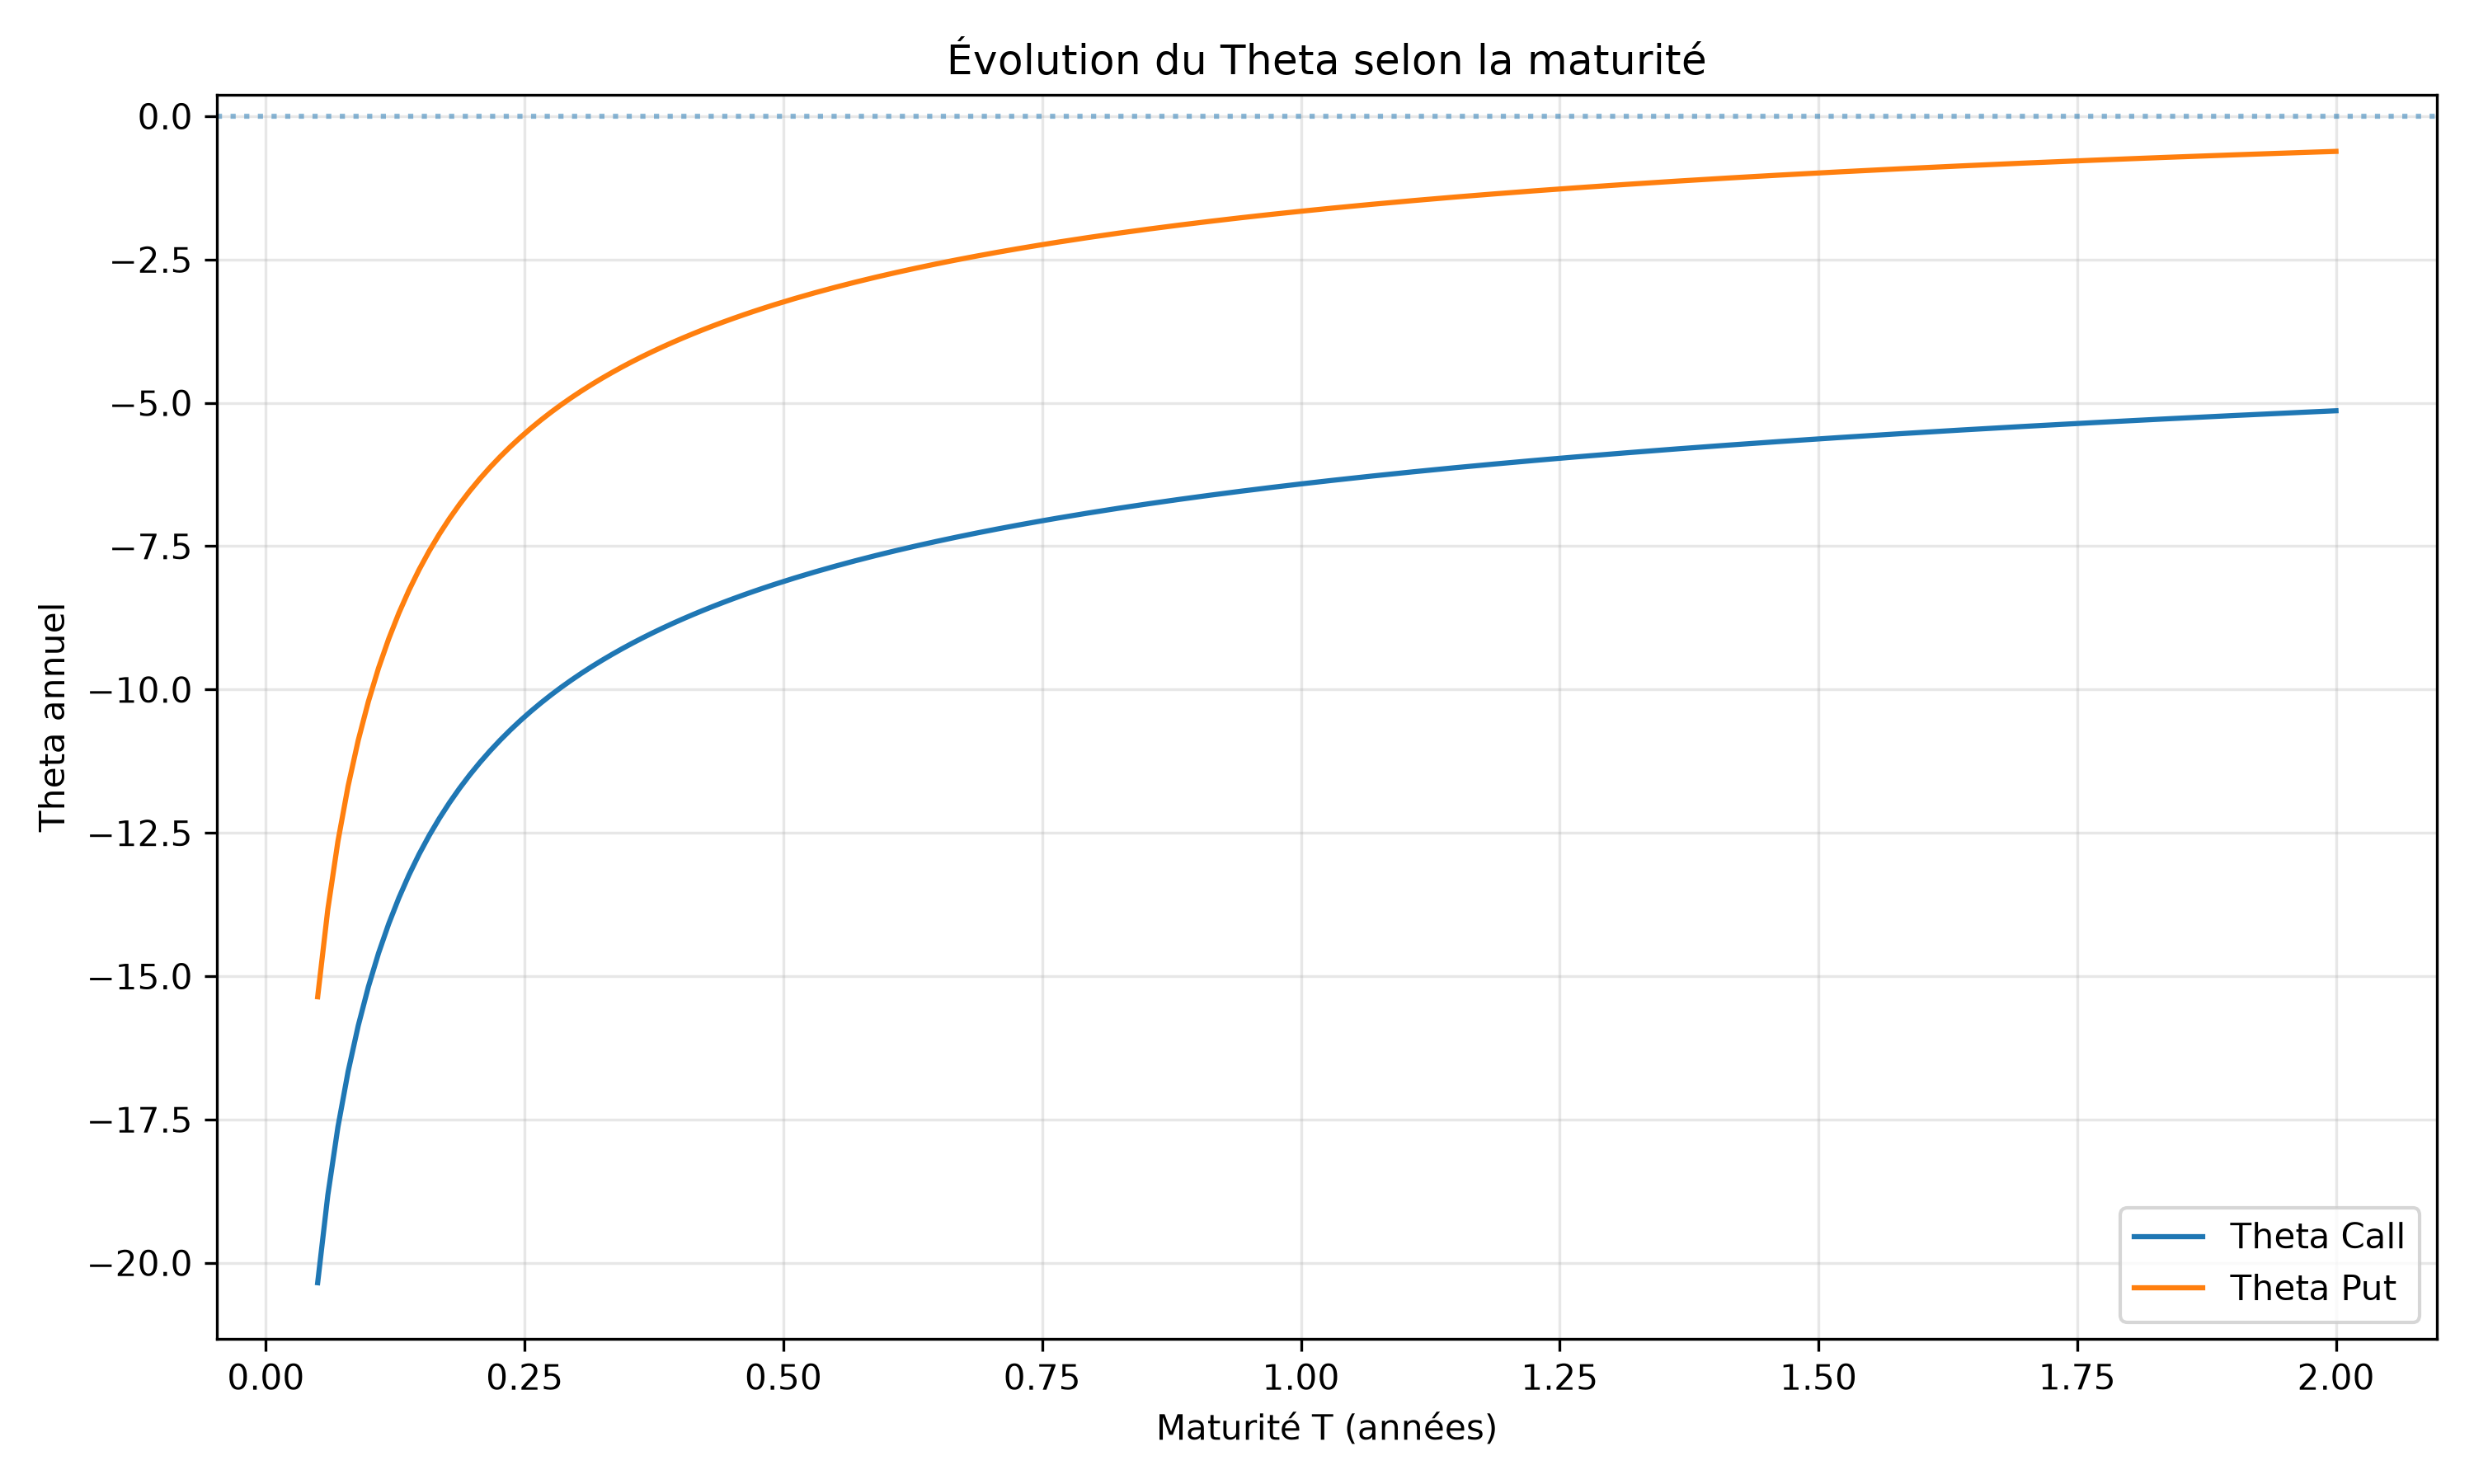 Évolution du Theta selon la maturité
0.0
−2.5
−5.0
−7.5
−10.0
−12.5
−15.0
−17.5
−20.0
Theta annuel
Theta Call
Theta Put
0.00 0.25 0.50 0.75 1.00 1.25 1.50 1.75 2.00
Maturité T (années)